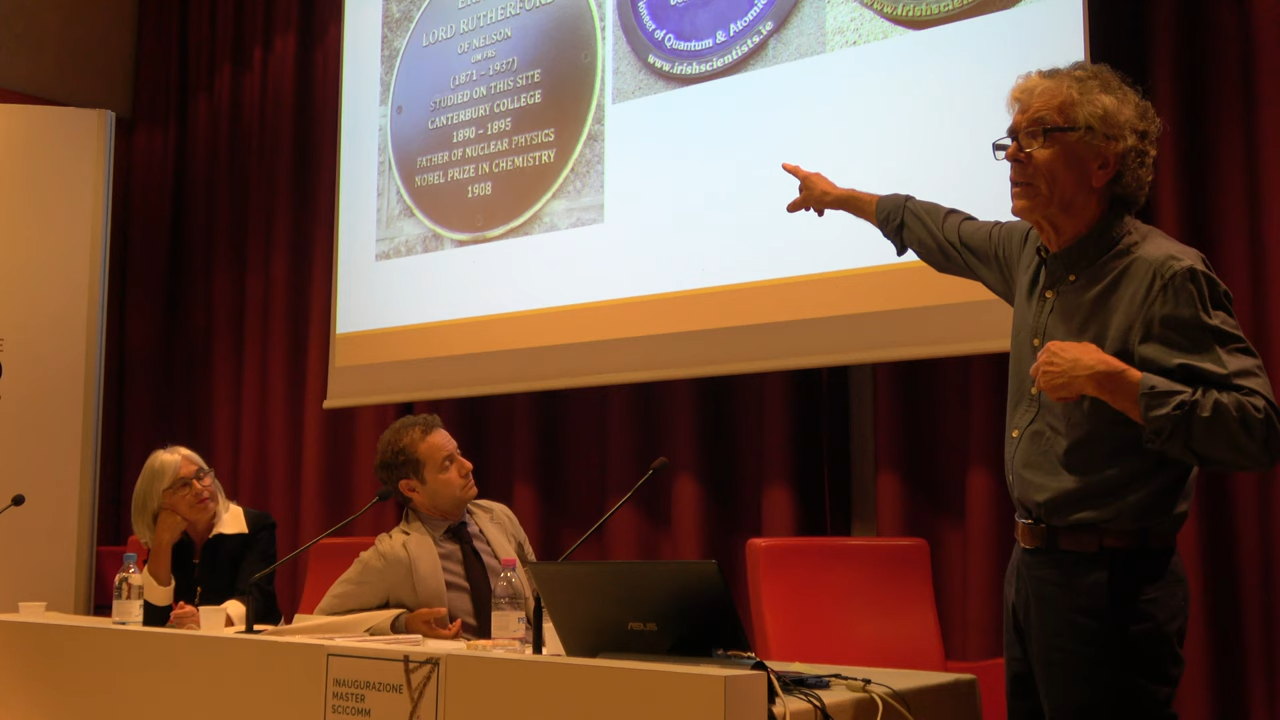 LORD RUTHERFORD
OF NELSON
OM FRS
(1871 – 1937)
STUDIED ON THIS SITE
CANTERBURY COLLEGE
1890 – 1895
FATHER OF NUCLEAR PHYSICS
NOBEL PRIZE IN CHEMISTRY
1908
Pioneer of Quantum & Atomic
www.irishscientists.ie
www.irishscientists.ie
ASUS
INAUGURAZIONE
MASTER
SCICOMM